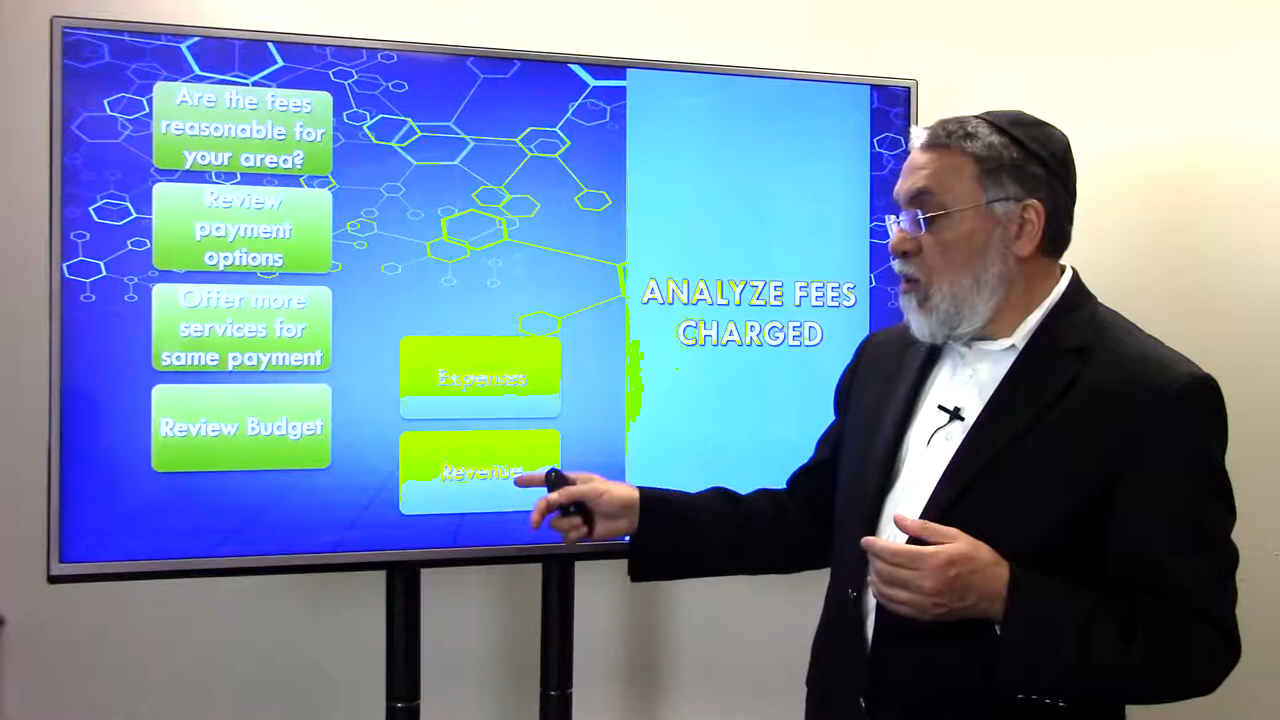 Are the fees
reasonable for
your area?
Review
payment
options
Offer more
services for
same payment
Review Budget
Expenses
Revenue
ANALYZE FEES
CHARGED